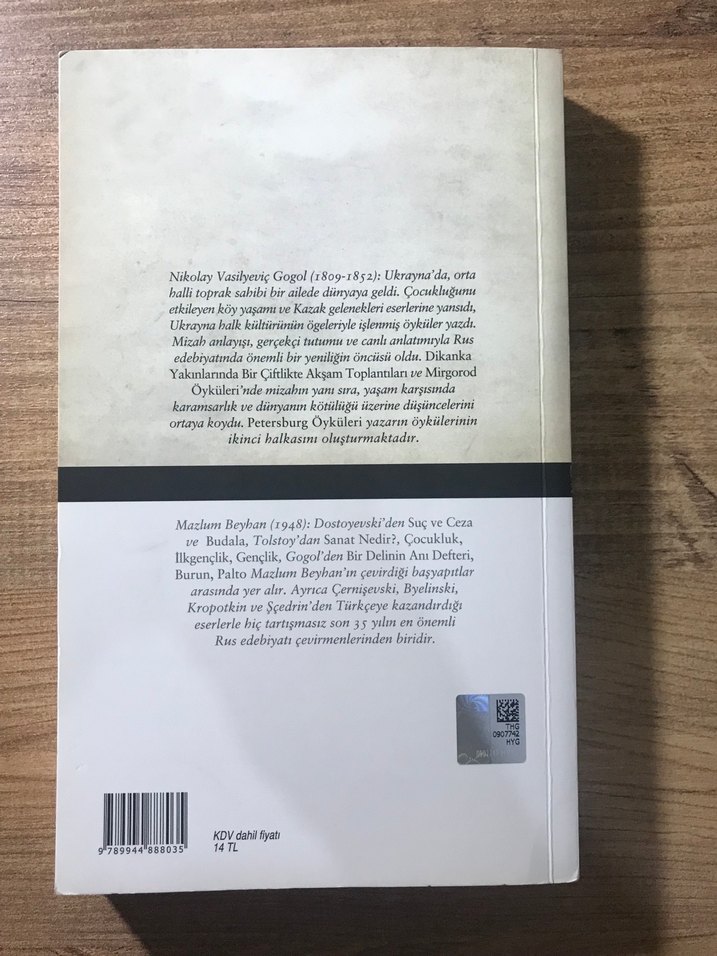 Nikolay Vasilyeviç Gogol (1809-1852): Ukrayna'da, orta
halli toprak sahibi bir ailede dünyaya geldi. Çocukluğunu
etkileyen köy yaşamı ve Kazak gelenekleri eserlerine yansıdı,
Ukrayna halk kültürünün ögeleriyle işlenmiş öyküler yazdı.
Mizah anlayışı, gerçekçi tutumu ve canlı anlatımıyla Rus
edebiyatında önemli bir yeniliğin öncüsü oldu. Dikanka
Yakınlarında Bir Çiftlikte Akşam Toplantıları ve Mirgorod
Öyküleri'nde mizahın yanı sıra, yaşam karşısında
karamsarlık ve dünyanın kötülüğü üzerine düşüncelerini
ortaya koydu. Petersburg Öyküleri yazarın öykülerinin
ikinci halkasını oluşturmaktadır.
Mazlum Beyhan (1948): Dostoyevski'den Suç ve Ceza
ve Budala, Tolstoy'dan Sanat Nedir?, Çocukluk,
İlkgençlik, Gençlik, Gogol'den Bir Delinin Anı Defteri,
Burun, Palto Mazlum Beyhan'ın çevirdiği başyapıtlar
arasında yer alır. Ayrıca Çernişevski, Byelinski,
Kropotkin ve Şçedrin'den Türkçeye kazandırdığı
eserlerle hiç tartışmasız son 35 yılın en önemli
Rus edebiyatı çevirmenlerinden biridir.
THG
0907742
HYG
KDV dahil fiyatı
14 TL
9 789944 888035